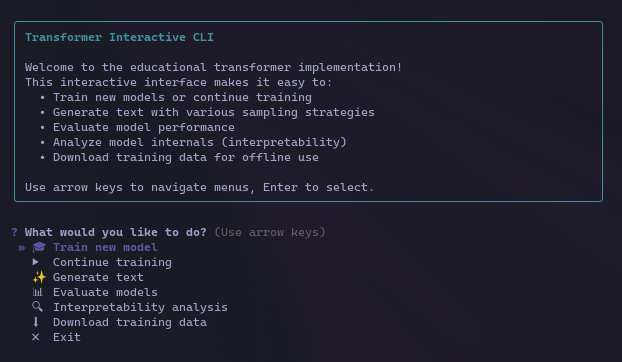 Transformer Interactive CLI
Welcome to the educational transformer implementation!
This interactive interface makes it easy to:
• Train new models or continue training
• Generate text with various sampling strategies
• Evaluate model performance
• Analyze model internals (interpretability)
• Download training data for offline use
Use arrow keys to navigate menus, Enter to select.
? What would you like to do? (Use arrow keys)
» 🎓 Train new model
▶ Continue training
✨ Generate text
📊 Evaluate models
🔍 Interpretability analysis
⬇ Download training data
✕ Exit